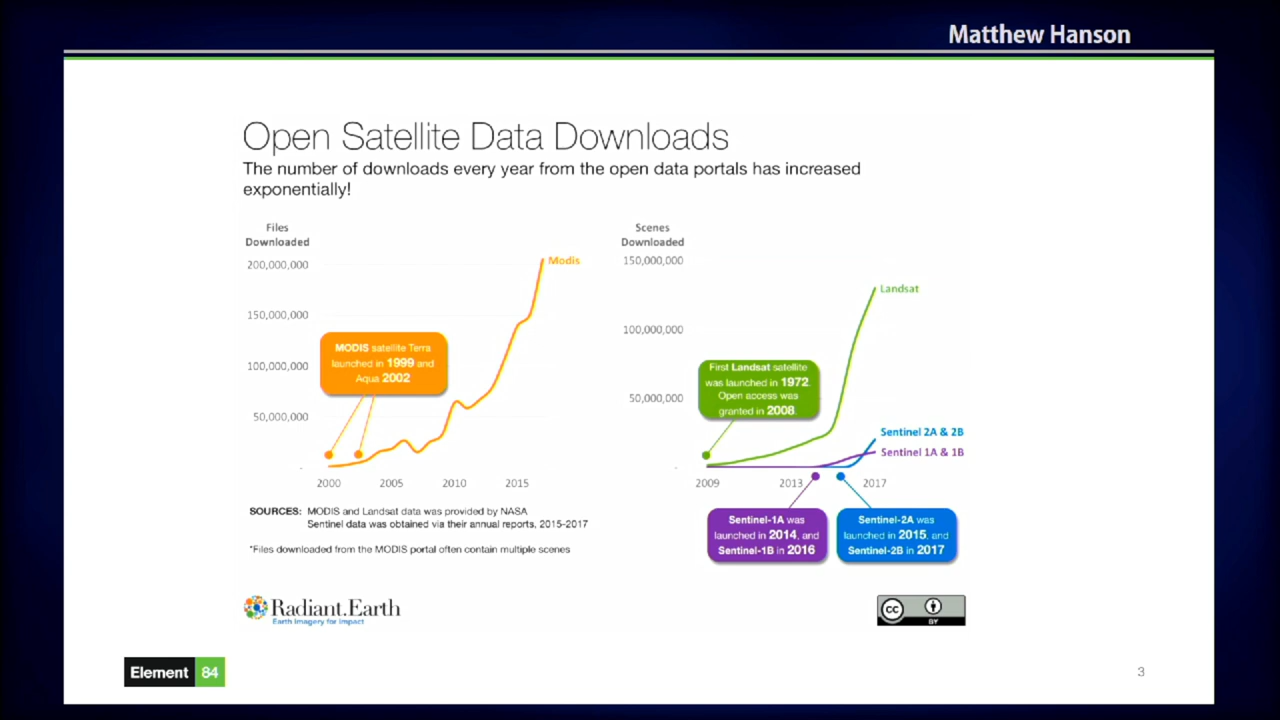 Matthew Hanson
Open Satellite Data Downloads
The number of downloads every year from the open data portals has increased
exponentially!
Files
Downloaded
200,000,000
150,000,000
100,000,000
50,000,000
-
Modis
MODIS satellite Terra
launched in 1999 and
Aqua 2002
2000
2005
2010
2015
Scenes
Downloaded
150,000,000
100,000,000
50,000,000
-
Landsat
First Landsat satellite
was launched in 1972.
Open access was
granted in 2008.
Sentinel 2A & 2B
Sentinel 1A & 1B
2009
2013
2017
Sentinel-1A was
launched in 2014, and
Sentinel-1B in 2016
Sentinel-2A was
launched in 2015, and
Sentinel-2B in 2017
SOURCES: MODIS and Landsat data was provided by NASA
Sentinel data was obtained via their annual reports, 2015-2017
*Files downloaded from the MODIS portal often contain multiple scenes
Radiant.Earth
Earth Imagery for Impact
cc
BY
Element 84
3